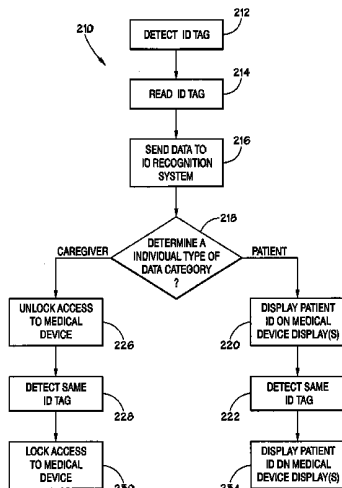 210
212
DETECT ID TAG
214
READ ID TAG
216
SEND DATA TO
ID RECOGNITION
SYSTEM
218
DETERMINE A
INDIVIDUAL TYPE OF
DATA CATEGORY
?
CAREGIVER
PATIENT
UNLOCK ACCESS
TO MEDICAL
DEVICE
226
DISPLAY PATIENT
ID ON MEDICAL
DEVICE DISPLAY(S)
220
DETECT SAME
ID TAG
228
DETECT SAME
ID TAG
222
LOCK ACCESS
TO MEDICAL
DEVICE
DISPLAY PATIENT
ID ON MEDICAL
DEVICE DISPLAY(S)